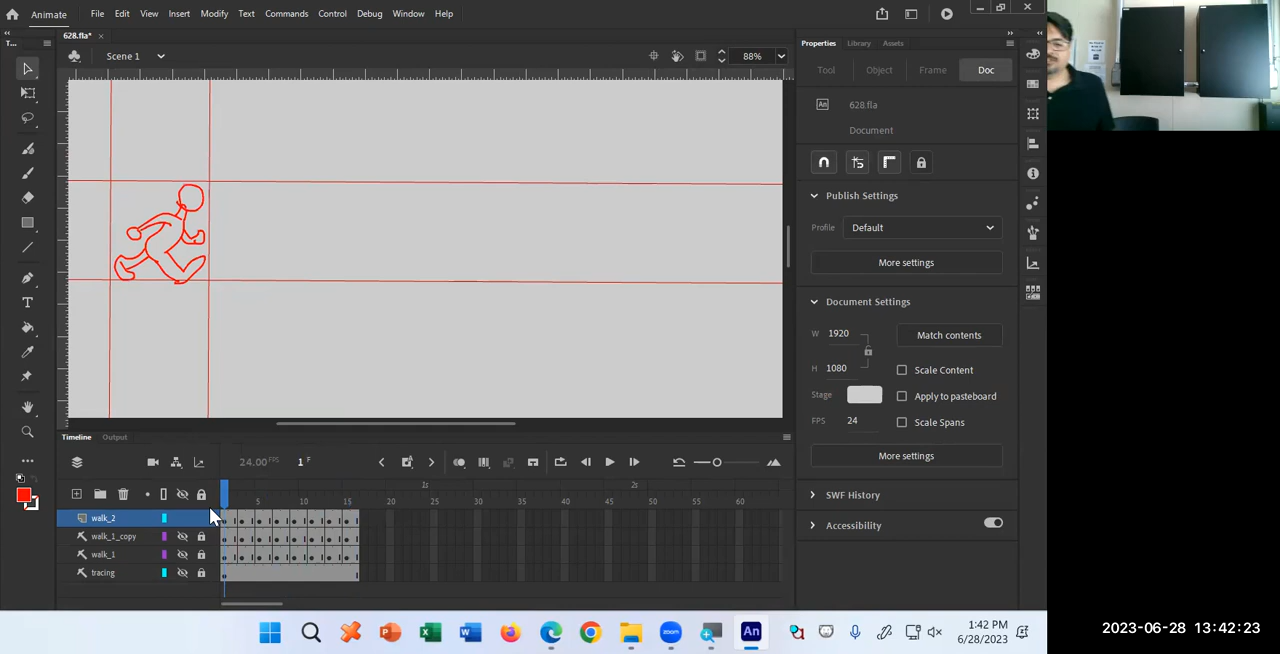 Animate File Edit View Insert Modify Text Commands Control Debug Window Help
628.fla*
Scene 1 88%
T...
Properties Library Assets
Tool Object Frame Doc
An 628.fla
Document
Publish Settings
Profile Default
More settings
Document Settings
W 1920 Match contents
H 1080 Scale Content
Stage Apply to pasteboard
FPS 24 Scale Spans
More settings
SWF History
Accessibility
Timeline Output
24.00 FPS 1 F
1s 2s
5 10 15 20 25 30 35 40 45 50 55 60
walk_2
walk_1_copy
walk_1
tracing
An
1:42 PM
6/28/2023
2023-06-28 13:42:23